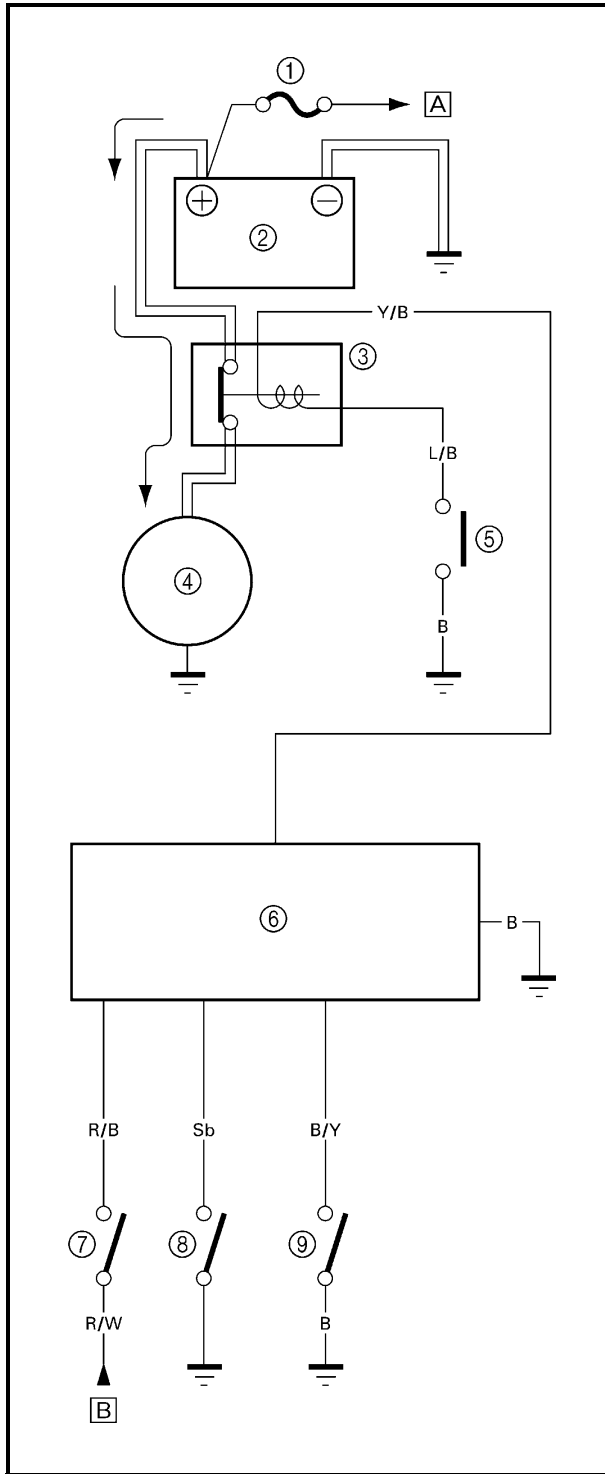 ①
A
+
−
②
Y/B
③
L/B
⑤
④
B
⑥
B
R/B
Sb
B/Y
⑦
⑧
⑨
R/W
B
B